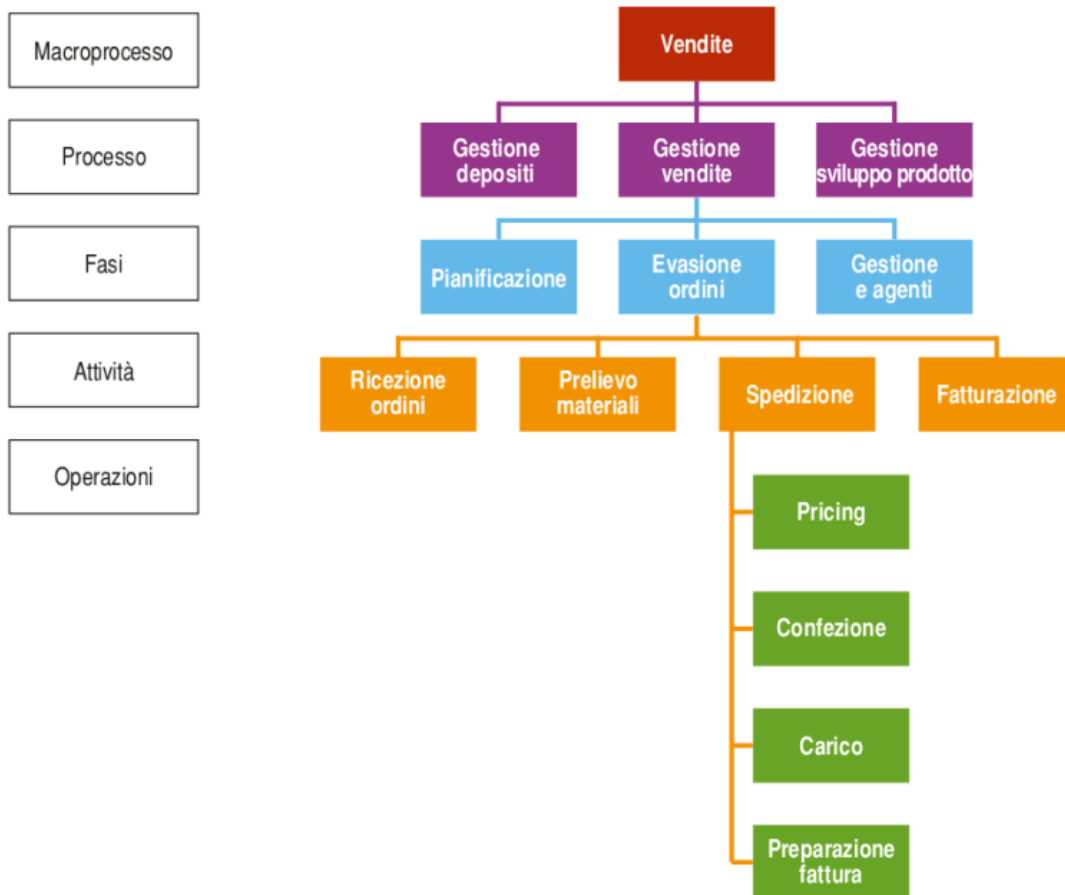 Macroprocesso
Vendite
Processo
Gestione
depositi
Gestione
vendite
Gestione
sviluppo prodotto
Fasi
Pianificazione
Evasione
ordini
Gestione
e agenti
Attività
Ricezione
ordini
Prelievo
materiali
Spedizione
Fatturazione
Operazioni
Pricing
Confezione
Carico
Preparazione
fattura